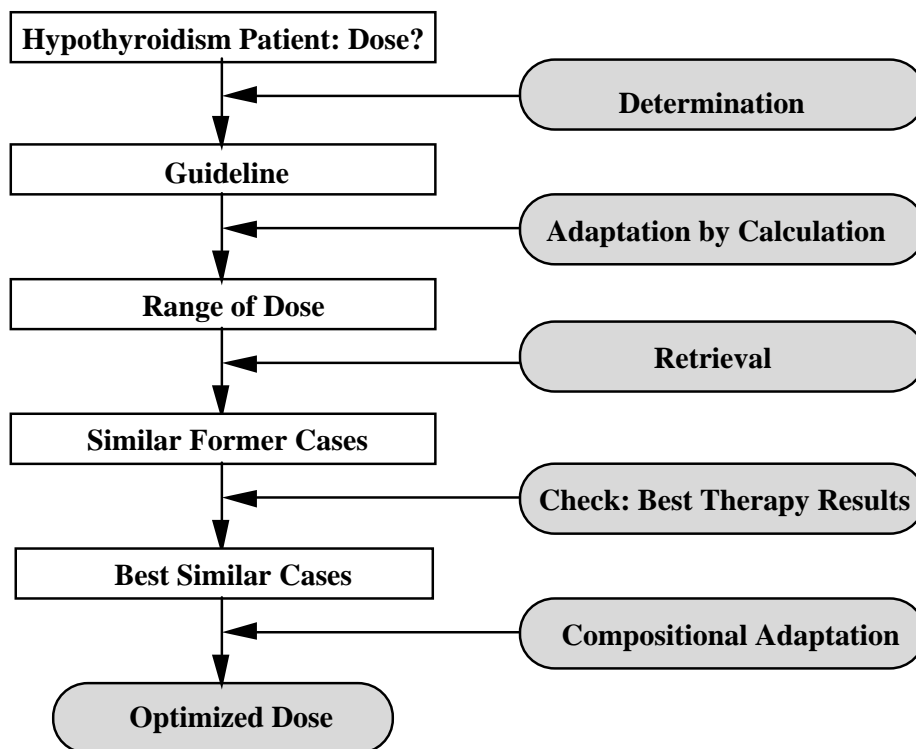 Hypothyroidism Patient: Dose?
Determination
Guideline
Adaptation by Calculation
Range of Dose
Retrieval
Similar Former Cases
Check: Best Therapy Results
Best Similar Cases
Compositional Adaptation
Optimized Dose